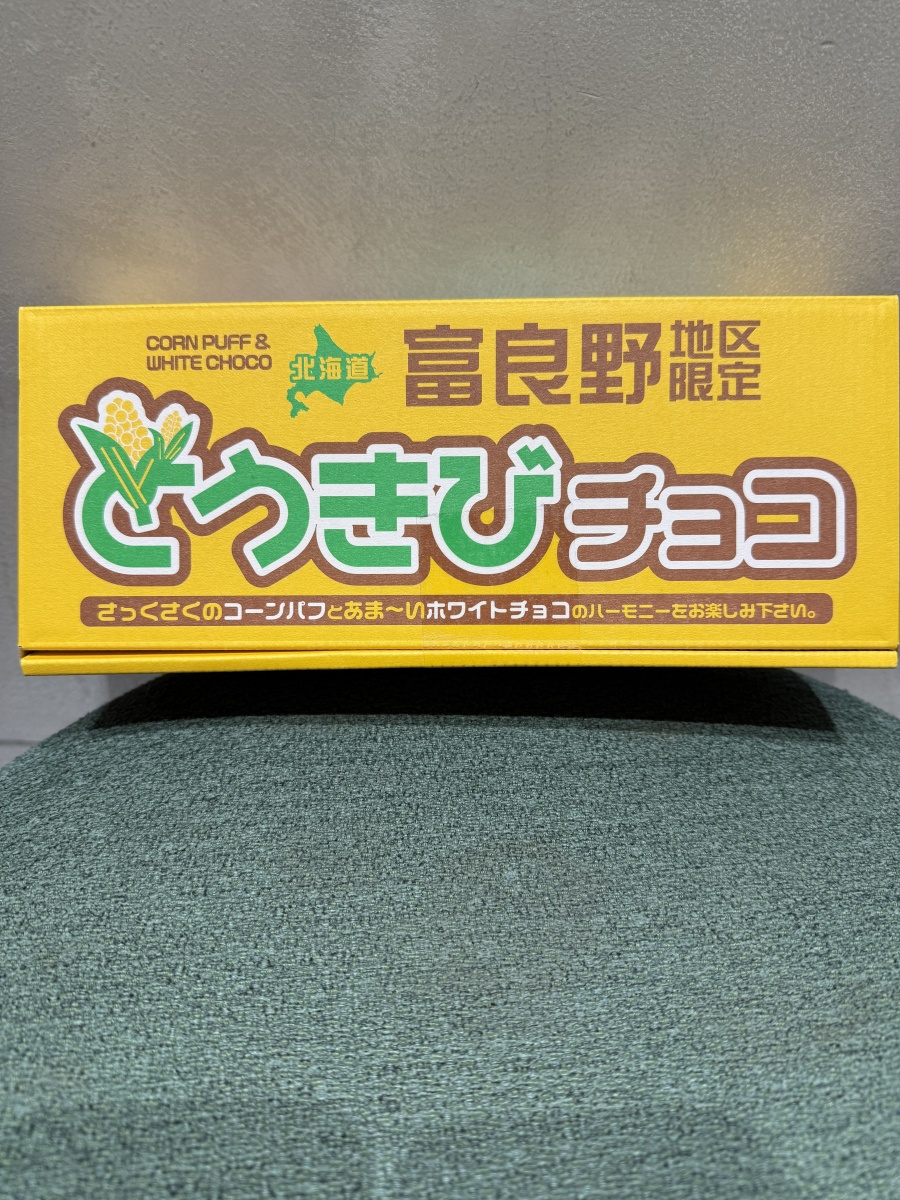 CORN PUFF &
WHITE CHOCO
北海道
富良野
地区
限定
とうきびチョコ
さっくさくのコーンパフとあま〜いホワイトチョコのハーモニーをお楽しみ下さい。